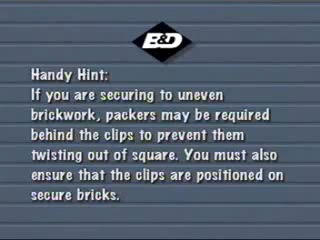 B&D
Handy Hint:
If you are securing to uneven
brickwork, packers may be required
behind the clips to prevent them
twisting out of square. You must also
ensure that the clips are positioned on
secure bricks.